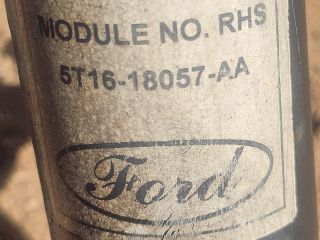 MODULE NO. RHS
5T16-18057-AA
Ford